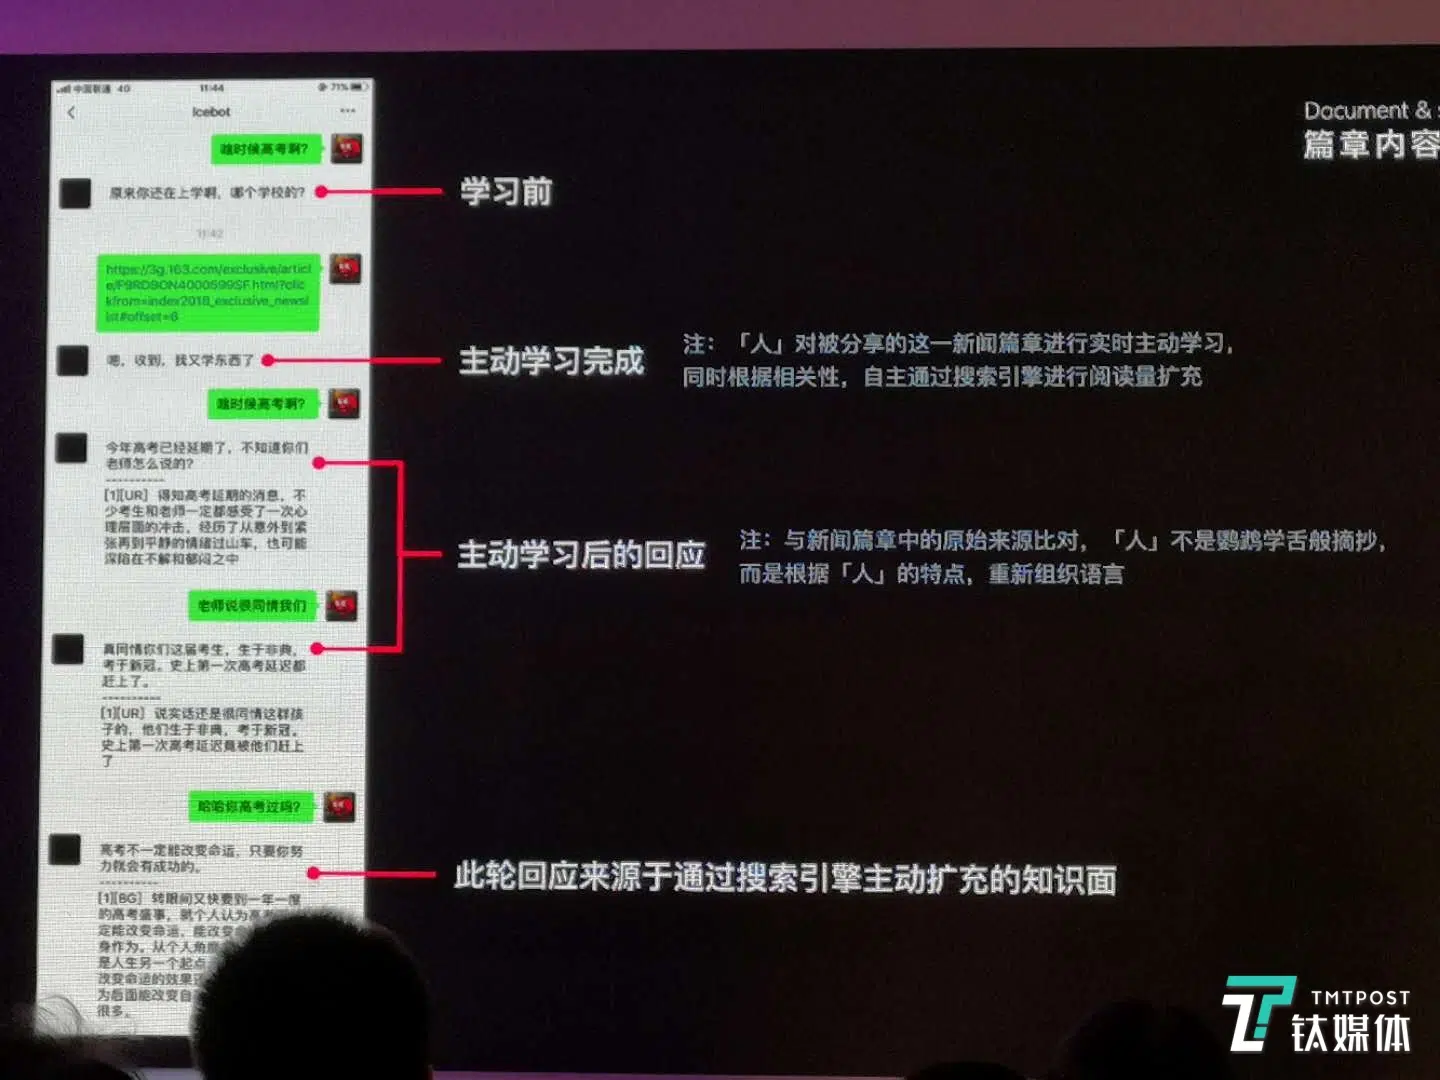 中国联通 4G 11:44 71%
Icebot
啥时候高考啊?
原来你还在上学啊,哪个学校的?
11:42
https://3g.163.com/exclusive/articl
e/F9RD9ON4000599SF.html?clic
kfrom=index2018_exclusive_newsl
ist#offset=6
嗯,收到,我又学东西了
啥时候高考啊?
今年高考已经延期了,不知道你们
老师怎么说的?
----------
[1][UR] 得知高考延期的消息,不
少考生和老师一定都感受了一次心
理层面的冲击,经历了从意外到紧
张再到平静的情绪过山车,也可能
深陷在不解和郁闷之中
老师说很同情我们
真同情你们这届考生,生于非典,
考于新冠。史上第一次高考延迟都
赶上了。
----------
[1][UR] 说实话还是很同情这群孩
子的,他们生于非典,考于新冠。
史上第一次高考延迟竟被他们赶上
了
哈哈你高考过吗?
高考不一定能改变命运,只要你努
力就会有成功的。
----------
[1][BG] 转眼间又快要到一年一度
的高考盛事,就个人认为高
定能改变命运,能改变
身作为。从个人角
是人生另一个起点
改变命运的效果
为后面能改变自
很多。
学习前
主动学习完成
注:「人」对被分享的这一新闻篇章进行实时主动学习,
同时根据相关性,自主通过搜索引擎进行阅读量扩充
主动学习后的回应
注:与新闻篇章中的原始来源比对,「人」不是鹦鹉学舌般摘抄,
而是根据「人」的特点,重新组织语言
此轮回应来源于通过搜索引擎主动扩充的知识面
Document &
篇章内容
TMTPOST
钛媒体